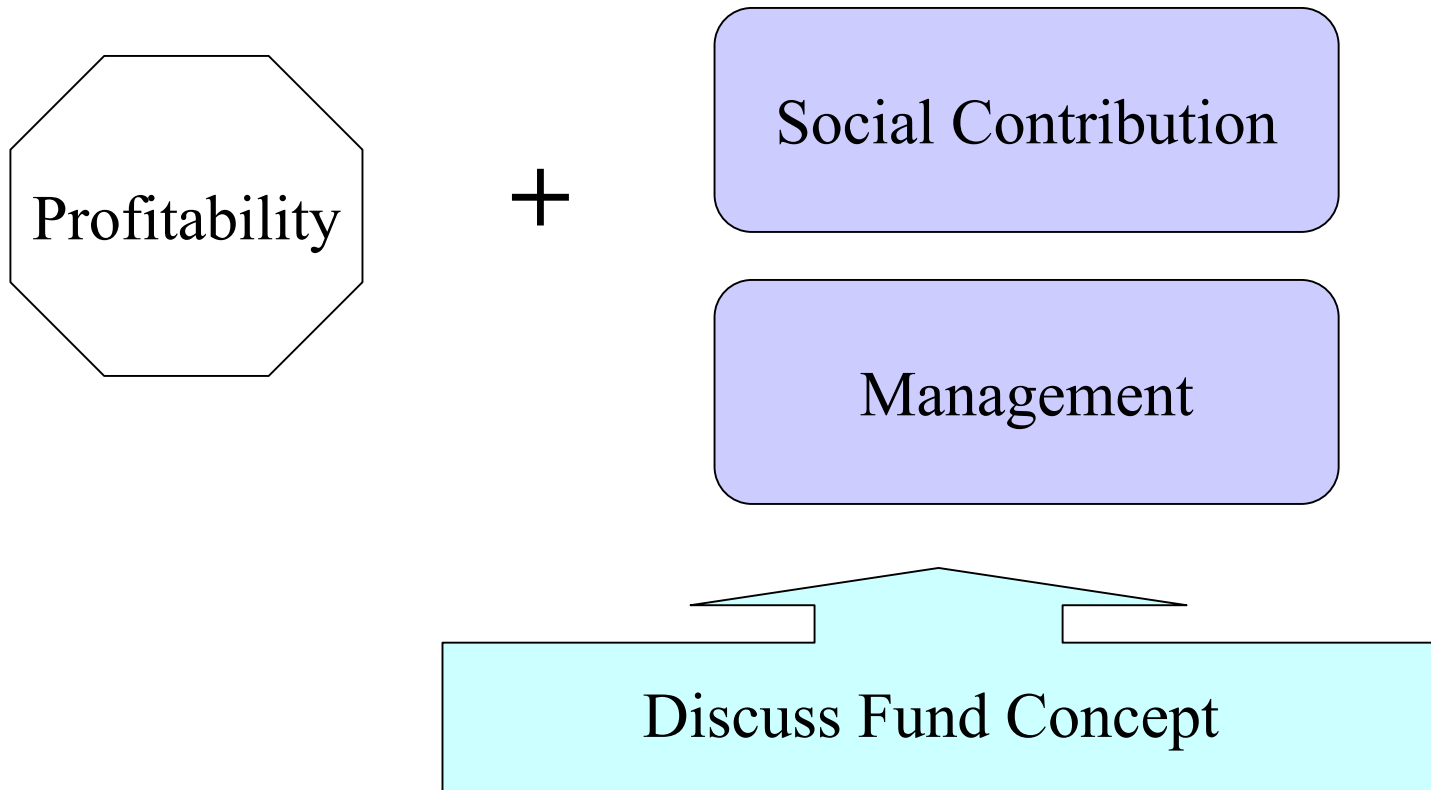 Social Contribution
Profitability
+
Management
Discuss Fund Concept